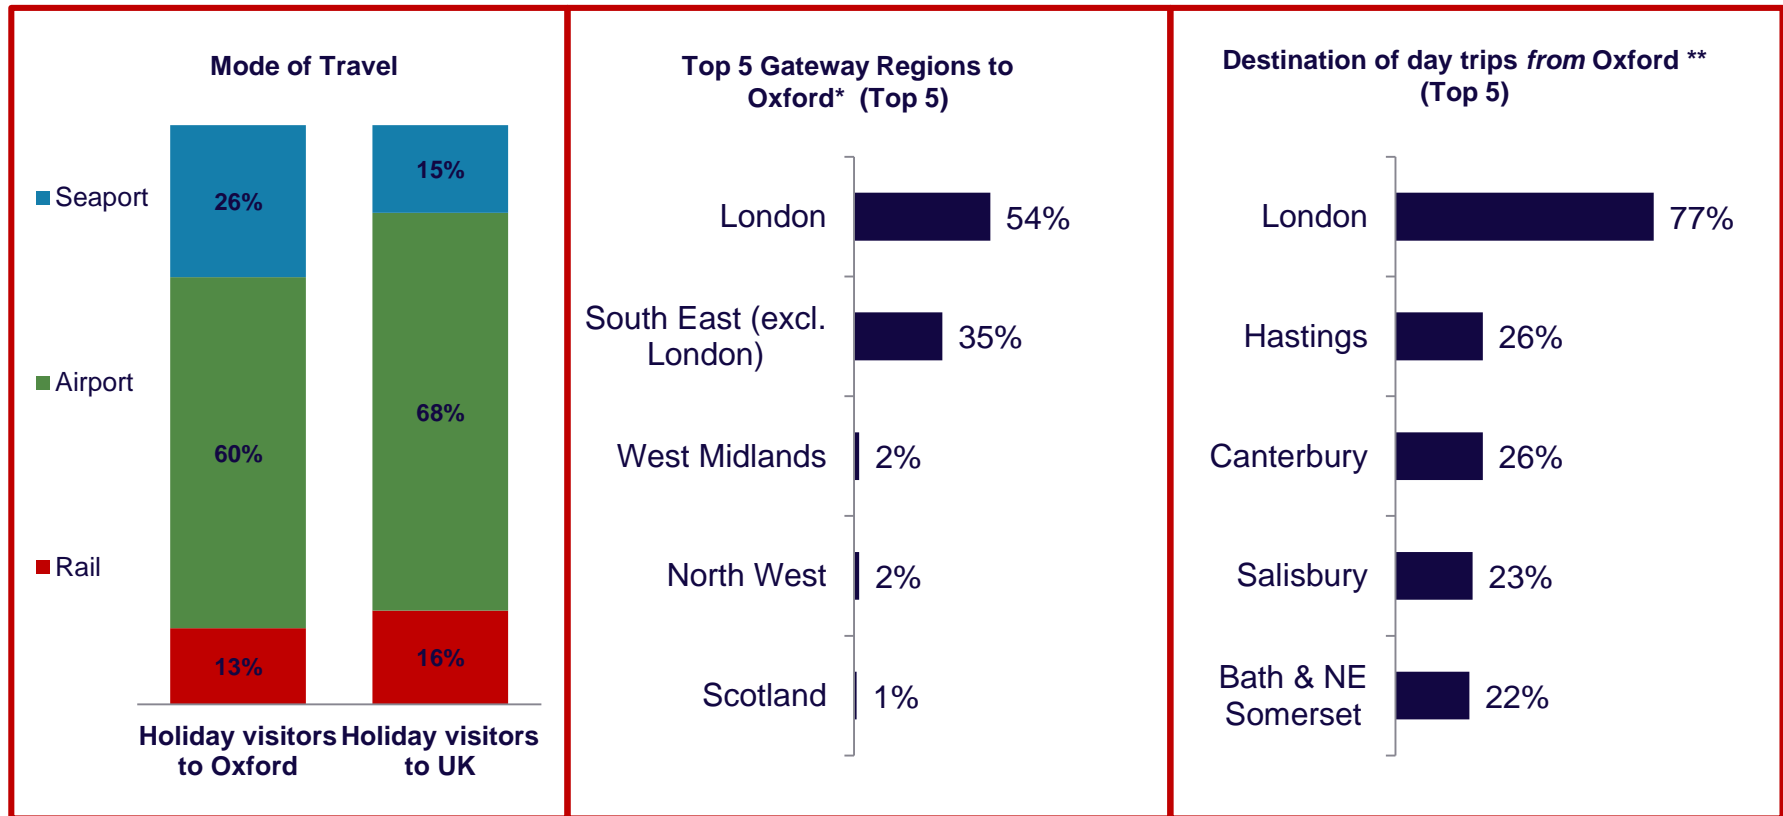 Mode of Travel
Seaport
Airport
Rail
26%
60%
13%
15%
68%
16%
Holiday visitors
to Oxford
Holiday visitors
to UK
Top 5 Gateway Regions to
Oxford* (Top 5)
London
54%
South East (excl.
London)
35%
West Midlands
2%
North West
2%
Scotland
1%
Destination of day trips from Oxford **
(Top 5)
London
77%
Hastings
26%
Canterbury
26%
Salisbury
23%
Bath & NE
Somerset
22%